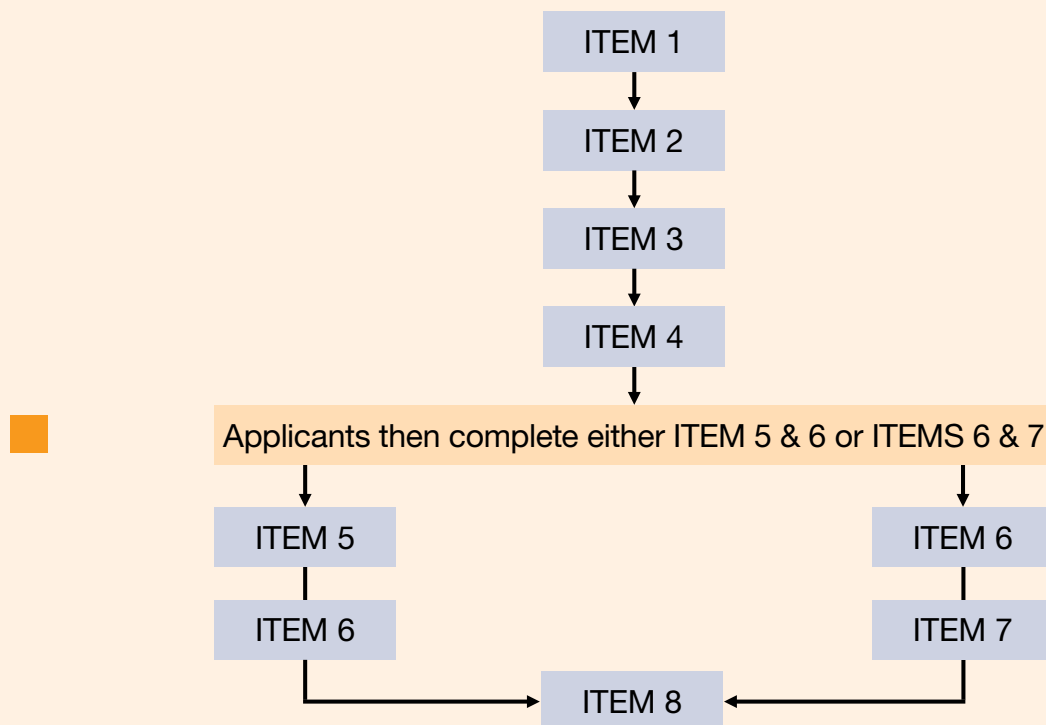 ITEM 1
ITEM 2
ITEM 3
ITEM 4
Applicants then complete either ITEM 5 & 6 or ITEMS 6 & 7
ITEM 5
ITEM 6
ITEM 6
ITEM 7
ITEM 8